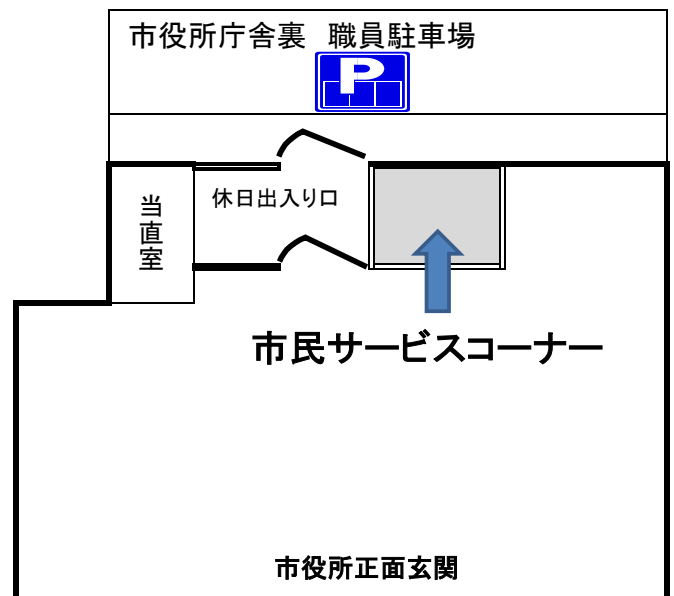 市役所庁舎裏　職員駐車場
P
休日出入り口
当直室
市民サービスコーナー
市役所正面玄関